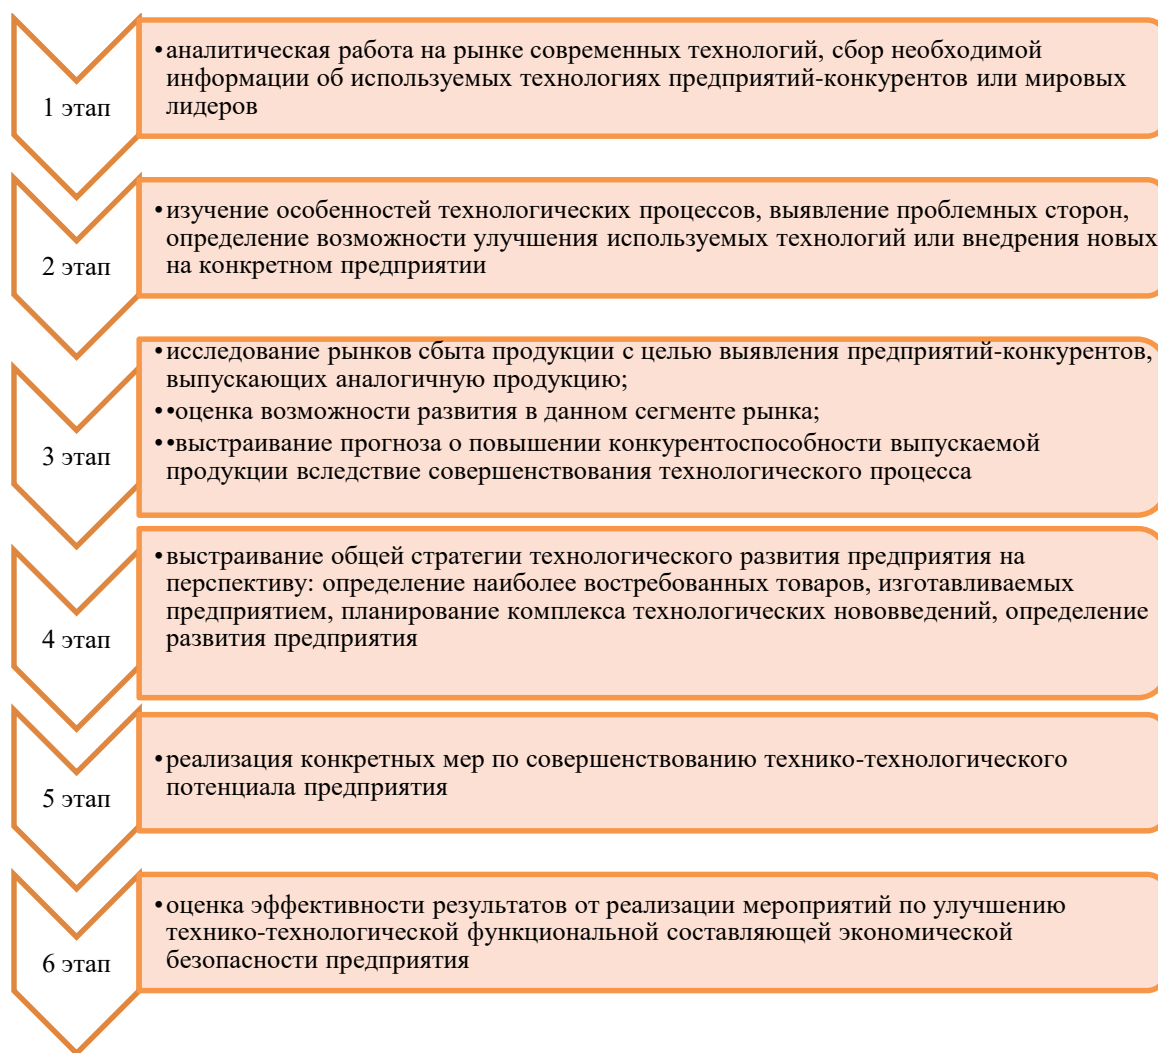 1 этап
•аналитическая работа на рынке современных технологий, сбор необходимой
информации об используемых технологиях предприятий-конкурентов или мировых
лидеров
2 этап
•изучение особенностей технологических процессов, выявление проблемных сторон,
определение возможности улучшения используемых технологий или внедрения новых
на конкретном предприятии
3 этап
•исследование рынков сбыта продукции с целью выявления предприятий-конкурентов,
выпускающих аналогичную продукцию;
••оценка возможности развития в данном сегменте рынка;
••выстраивание прогноза о повышении конкурентоспособности выпускаемой
продукции вследствие совершенствования технологического процесса
4 этап
•выстраивание общей стратегии технологического развития предприятия на
перспективу: определение наиболее востребованных товаров, изготавливаемых
предприятием, планирование комплекса технологических нововведений, определение
развития предприятия
5 этап
•реализация конкретных мер по совершенствованию технико-технологического
потенциала предприятия
6 этап
•оценка эффективности результатов от реализации мероприятий по улучшению
технико-технологической функциональной составляющей экономической
безопасности предприятия